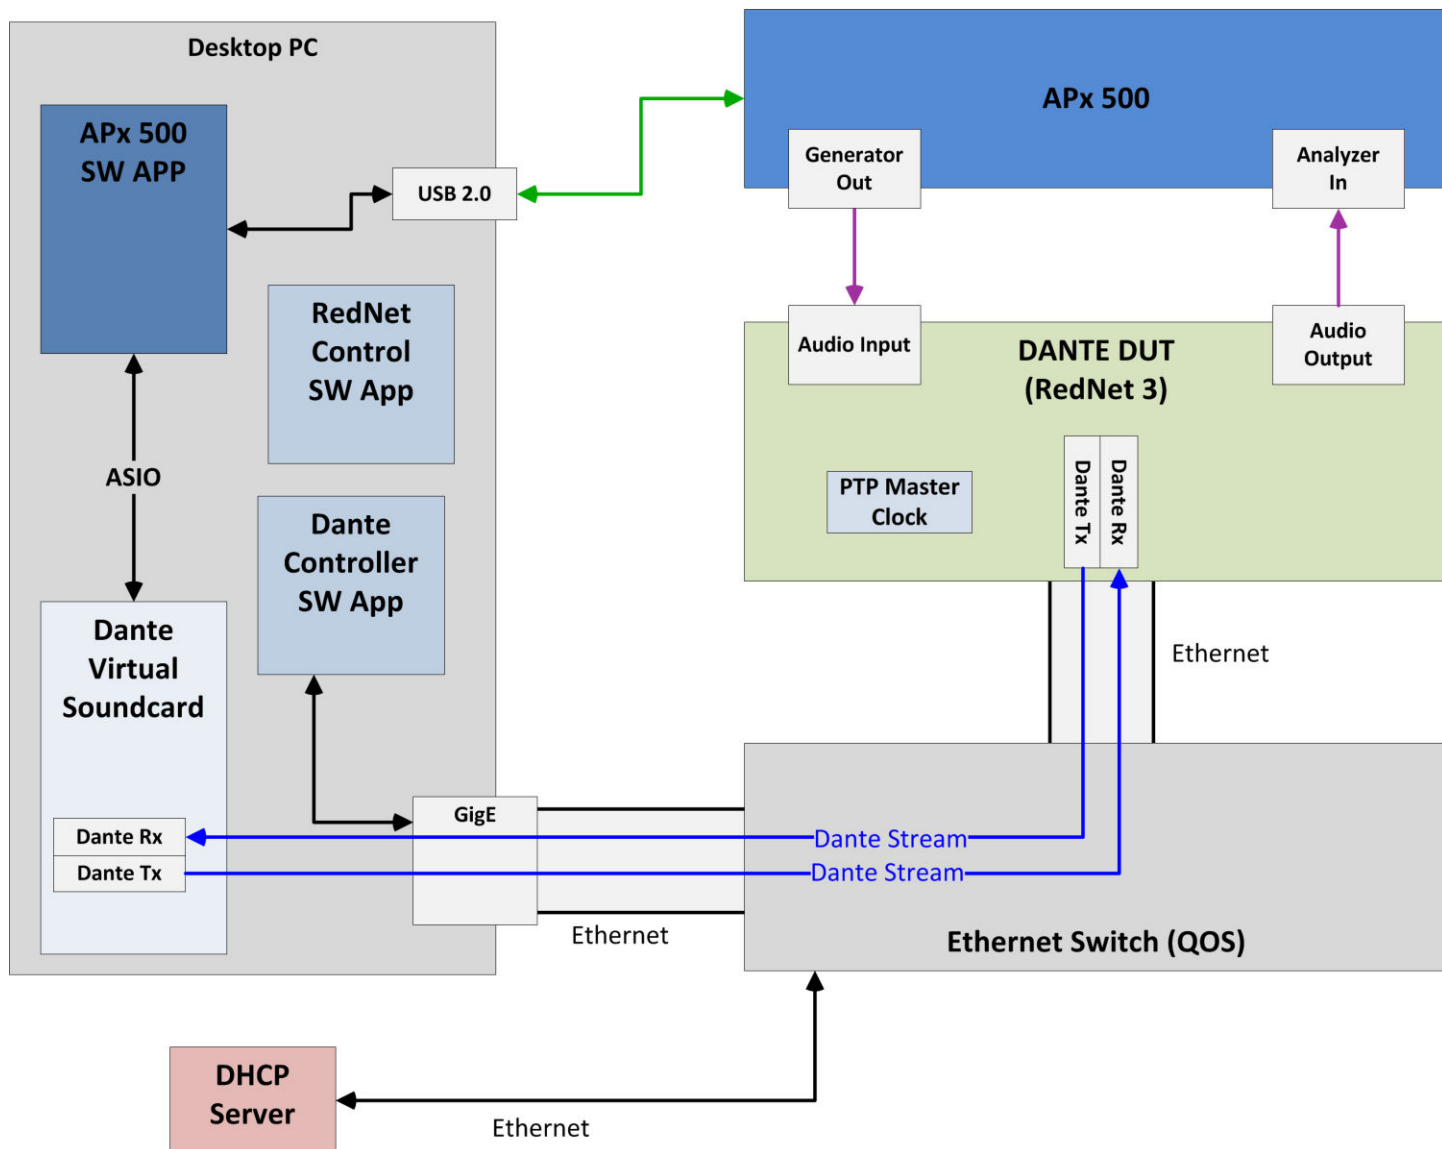 Desktop PC
APx 500
SW APP
USB 2.0
RedNet
Control
SW App
ASIO
Dante
Controller
SW App
Dante
Virtual
Soundcard
Dante Rx
Dante Tx
GigE
APx 500
Generator
Out
Analyzer
In
Audio Input
DANTE DUT
(RedNet 3)
Audio
Output
PTP Master
Clock
Dante Tx
Dante Rx
Ethernet
Dante Stream
Dante Stream
Ethernet
Ethernet Switch (QOS)
DHCP
Server
Ethernet